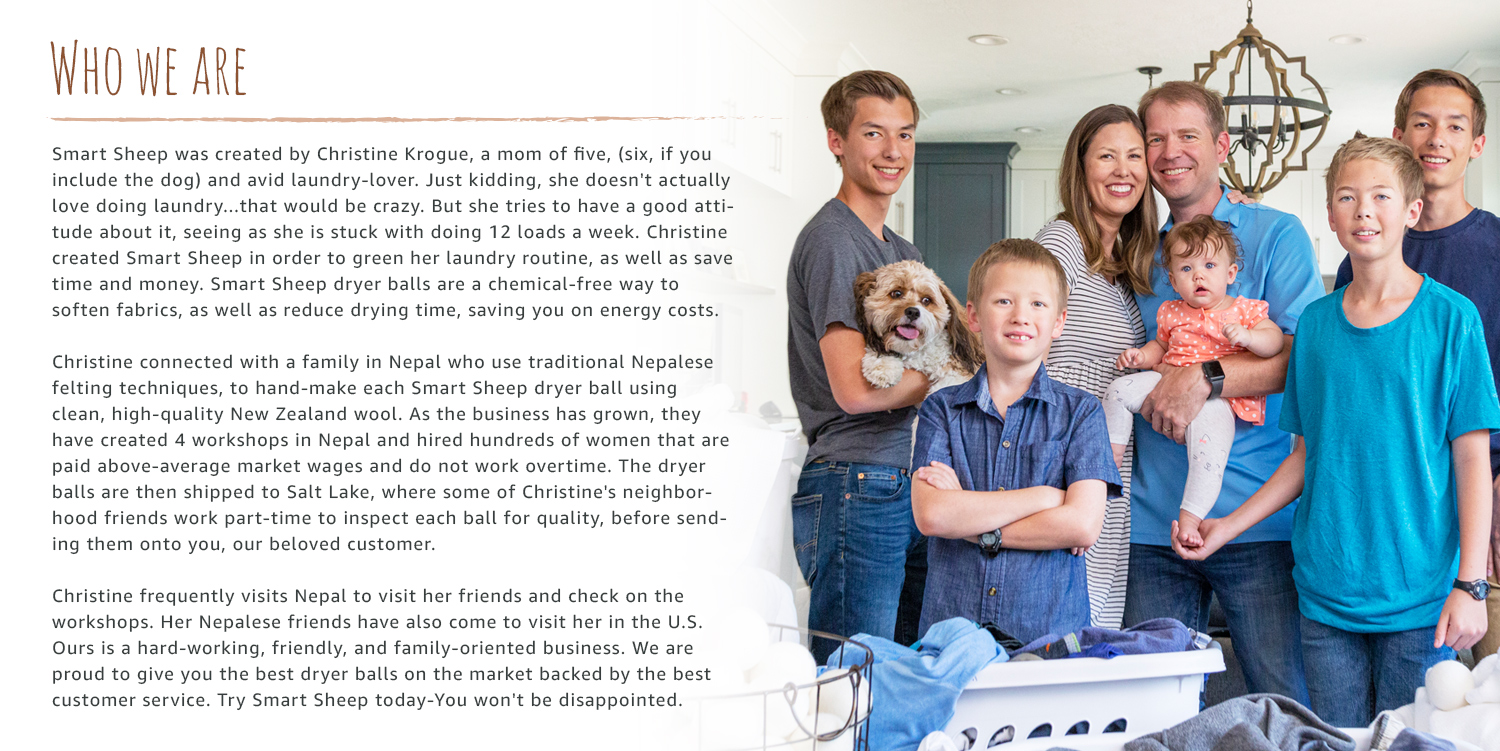 Who we are
Smart Sheep was created by Christine Krogue, a mom of five, (six, if you
include the dog) and avid laundry-lover. Just kidding, she doesn't actually
love doing laundry...that would be crazy. But she tries to have a good atti-
tude about it, seeing as she is stuck with doing 12 loads a week. Christine
created Smart Sheep in order to green her laundry routine, as well as save
time and money. Smart Sheep dryer balls are a chemical-free way to
soften fabrics, as well as reduce drying time, saving you on energy costs.
Christine connected with a family in Nepal who use traditional Nepalese
felting techniques, to hand-make each Smart Sheep dryer ball using
clean, high-quality New Zealand wool. As the business has grown, they
have created 4 workshops in Nepal and hired hundreds of women that are
paid above-average market wages and do not work overtime. The dryer
balls are then shipped to Salt Lake, where some of Christine's neighbor-
hood friends work part-time to inspect each ball for quality, before send-
ing them onto you, our beloved customer.
Christine frequently visits Nepal to visit her friends and check on the
workshops. Her Nepalese friends have also come to visit her in the U.S.
Ours is a hard-working, friendly, and family-oriented business. We are
proud to give you the best dryer balls on the market backed by the best
customer service. Try Smart Sheep today-You won't be disappointed.